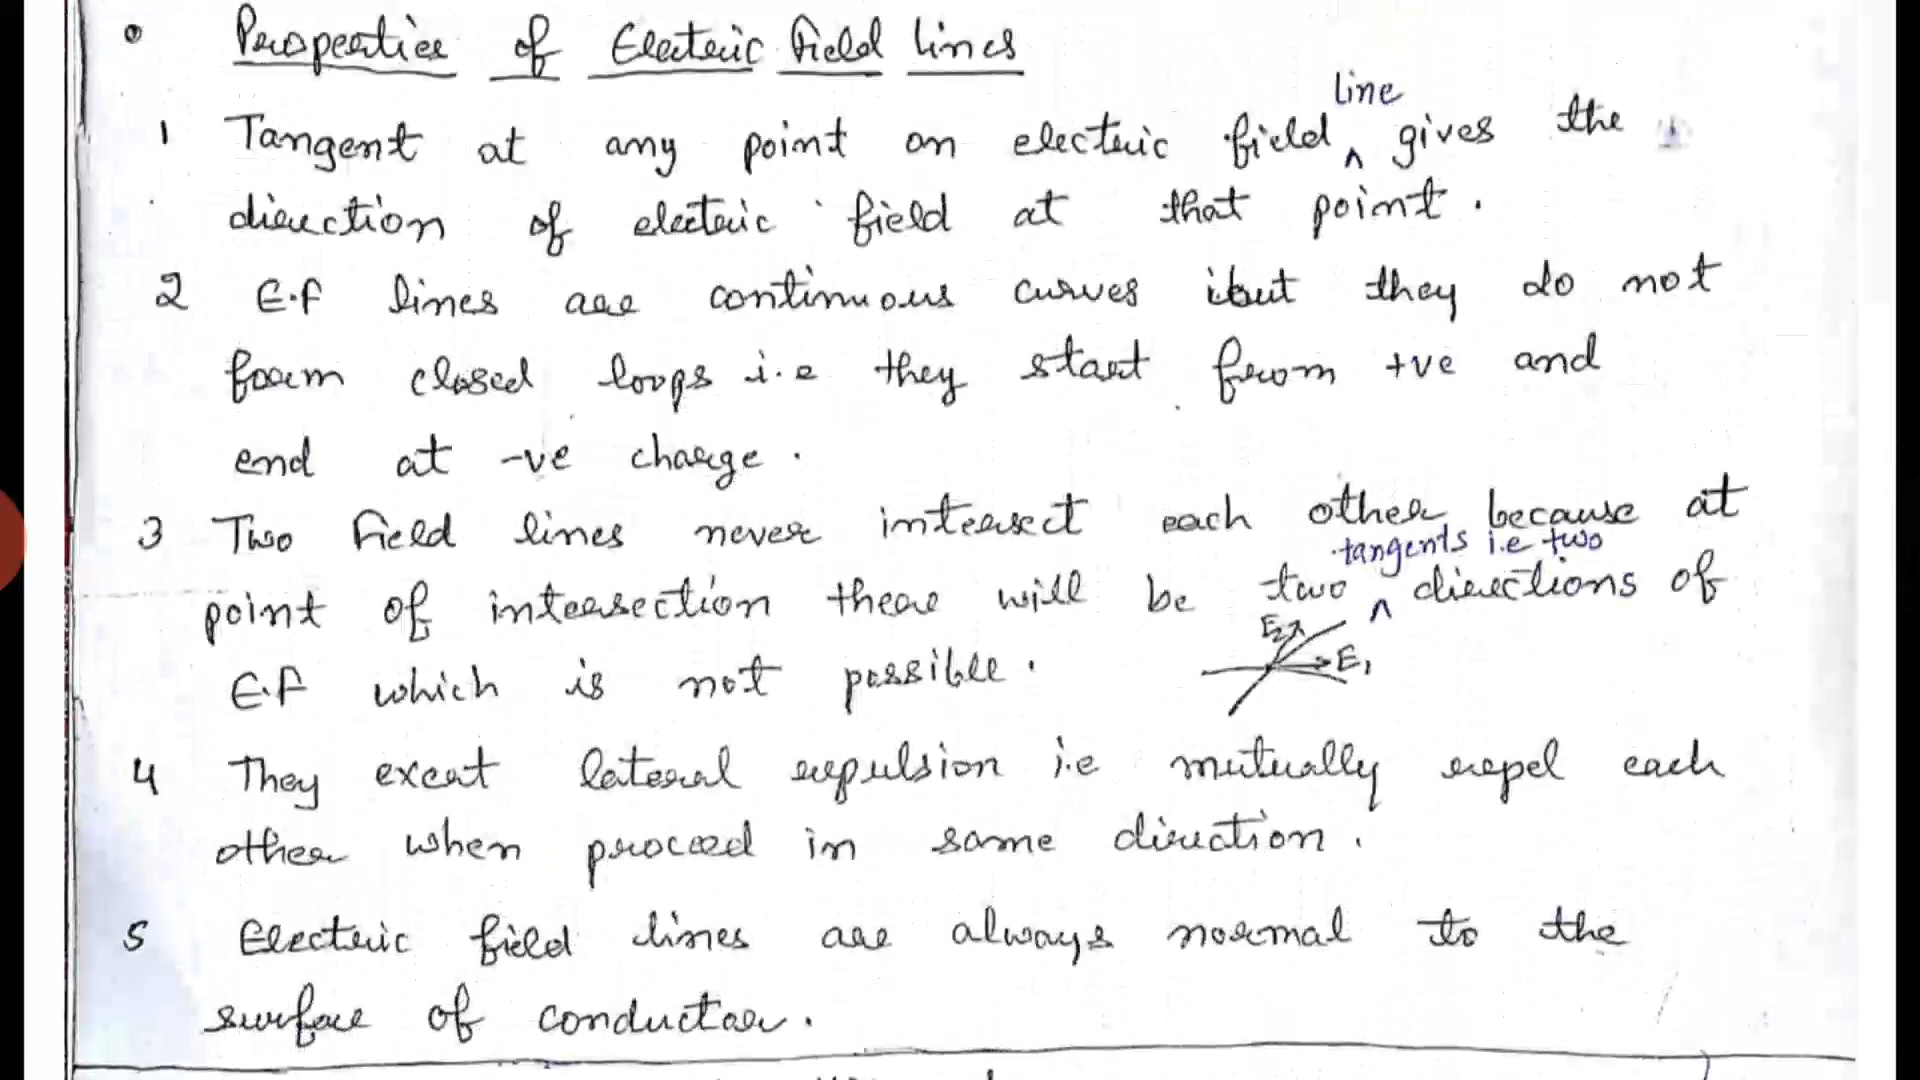 Properties of Electric field lines
1 Tangent at any point on electric field line gives the
direction of electric field at that point.
2 E.f lines are continuous curves but they do not
form closed loops i.e they start from +ve and
end at -ve charge.
3 Two field lines never intersect each other because at
point of intersection there will be two tangents i.e two directions of
E.f which is not possible.
E2
E1
4 They exert lateral repulsion i.e mutually repel each
other when proceed in same direction.
5 Electric field lines are always normal to the
surface of conductor.